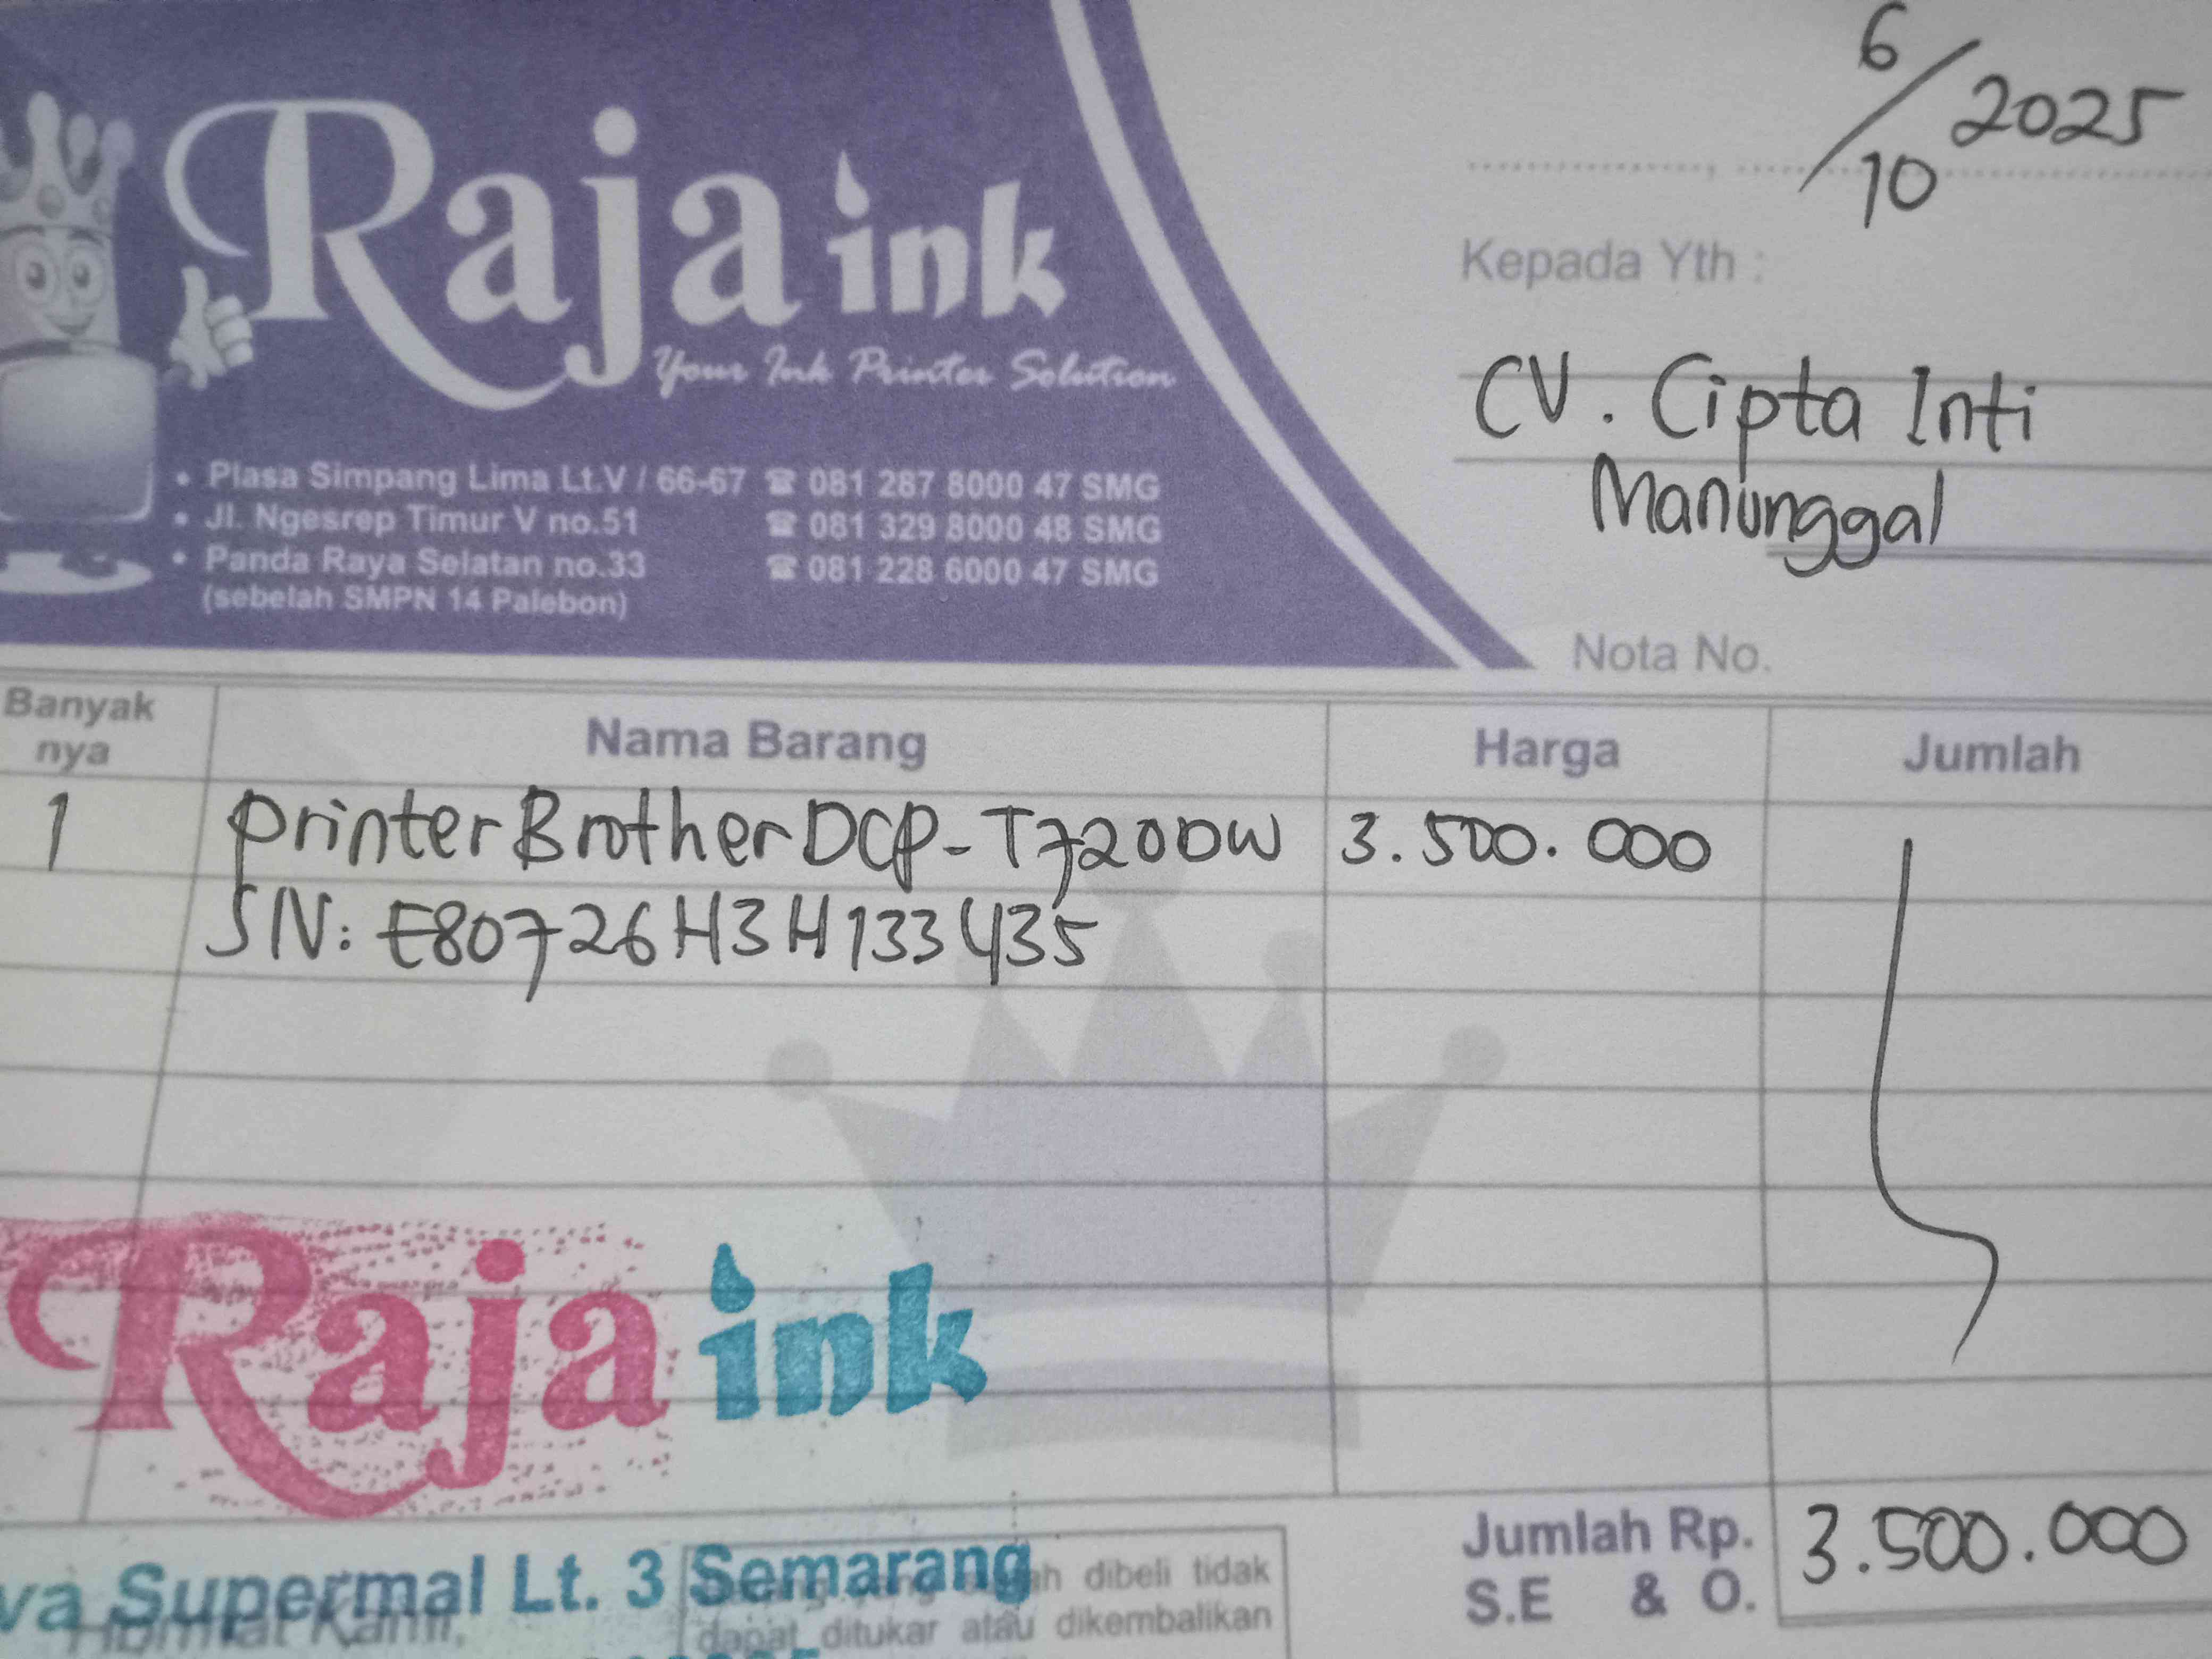 Raja ink
Your Ink Printer Solution
• Plasa Simpang Lima Lt.V / 66-67 ☎ 081 287 8000 47 SMG
• Jl. Ngesrep Timur V no.51 ☎ 081 329 8000 48 SMG
• Panda Raya Selatan no.33 ☎ 081 228 6000 47 SMG
(sebelah SMPN 14 Palebon)
6/10 2025
Kepada Yth :
CV. Cipta Inti
Manunggal
Nota No.
Banyak nya Nama Barang Harga Jumlah
1 Printer Brother DCP-T720DW 3.500.000
SN: E80726H3H133435
Raja ink
va Supermal Lt. 3 Semarang
Hormat Kami,
dibeli tidak
dapat ditukar atau dikembalikan
Jumlah Rp. 3.500.000
S.E & O.